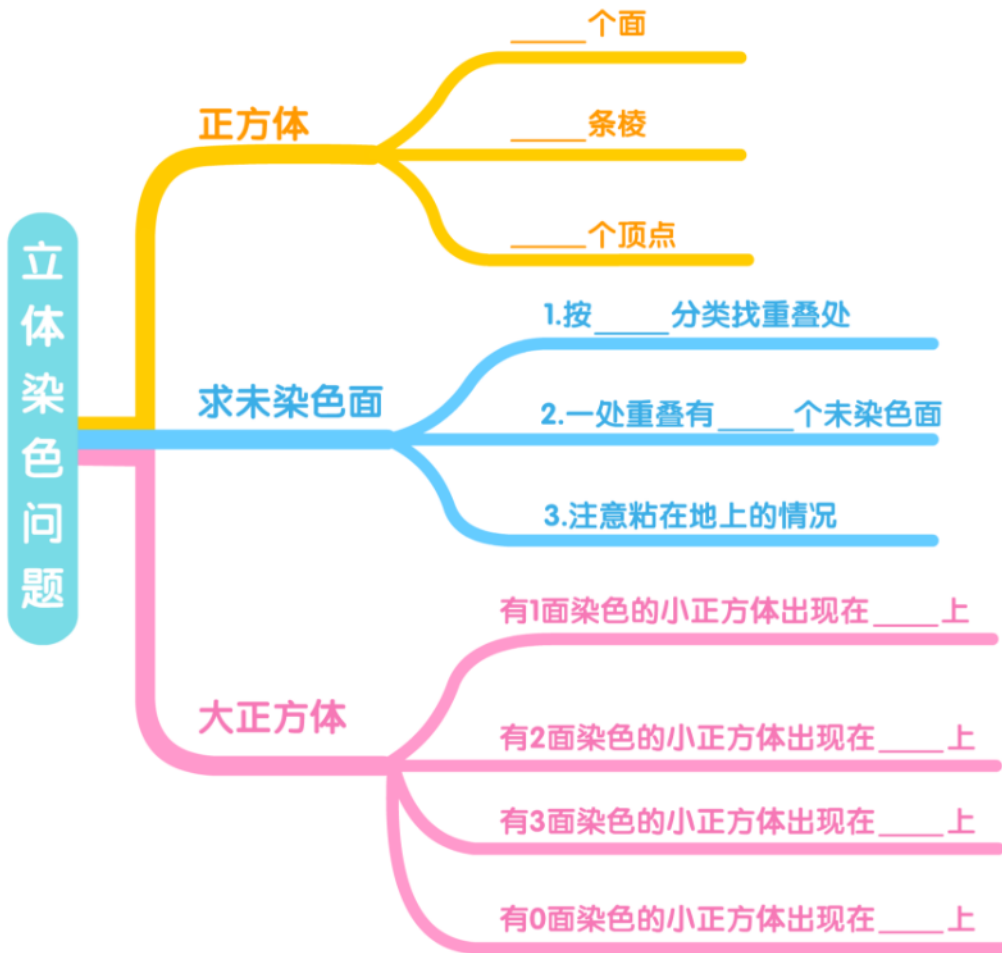 立体染色问题
正方体
_____个面
_____条棱
_____个顶点
求未染色面
1.按_____分类找重叠处
2.一处重叠有_____个未染色面
3.注意粘在地上的情况
大正方体
有1面染色的小正方体出现在____上
有2面染色的小正方体出现在____上
有3面染色的小正方体出现在____上
有0面染色的小正方体出现在____上